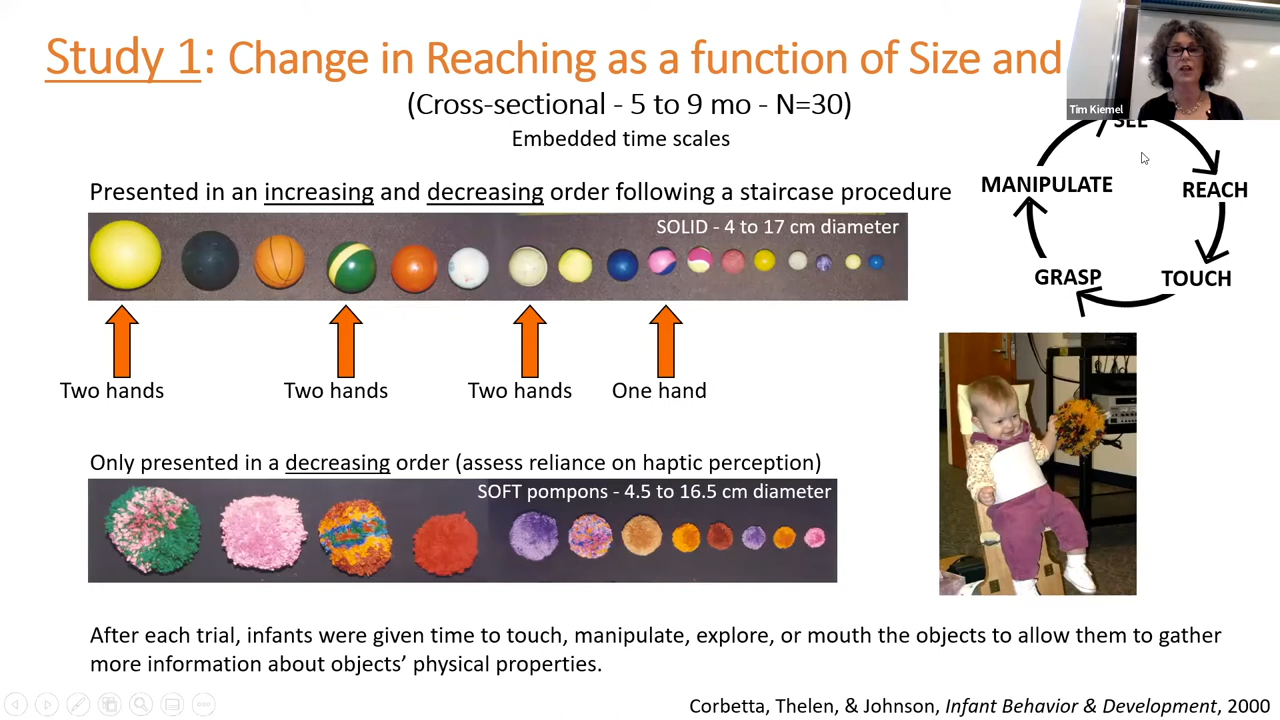 Study 1: Change in Reaching as a function of Size and
(Cross-sectional - 5 to 9 mo - N=30)
Embedded time scales
Tim Kiemel
SEE
MANIPULATE
REACH
GRASP
TOUCH
Presented in an increasing and decreasing order following a staircase procedure
SOLID - 4 to 17 cm diameter
Two hands
Two hands
Two hands
One hand
Only presented in a decreasing order (assess reliance on haptic perception)
SOFT pompons - 4.5 to 16.5 cm diameter
After each trial, infants were given time to touch, manipulate, explore, or mouth the objects to allow them to gather
more information about objects' physical properties.
Corbetta, Thelen, & Johnson, Infant Behavior & Development, 2000